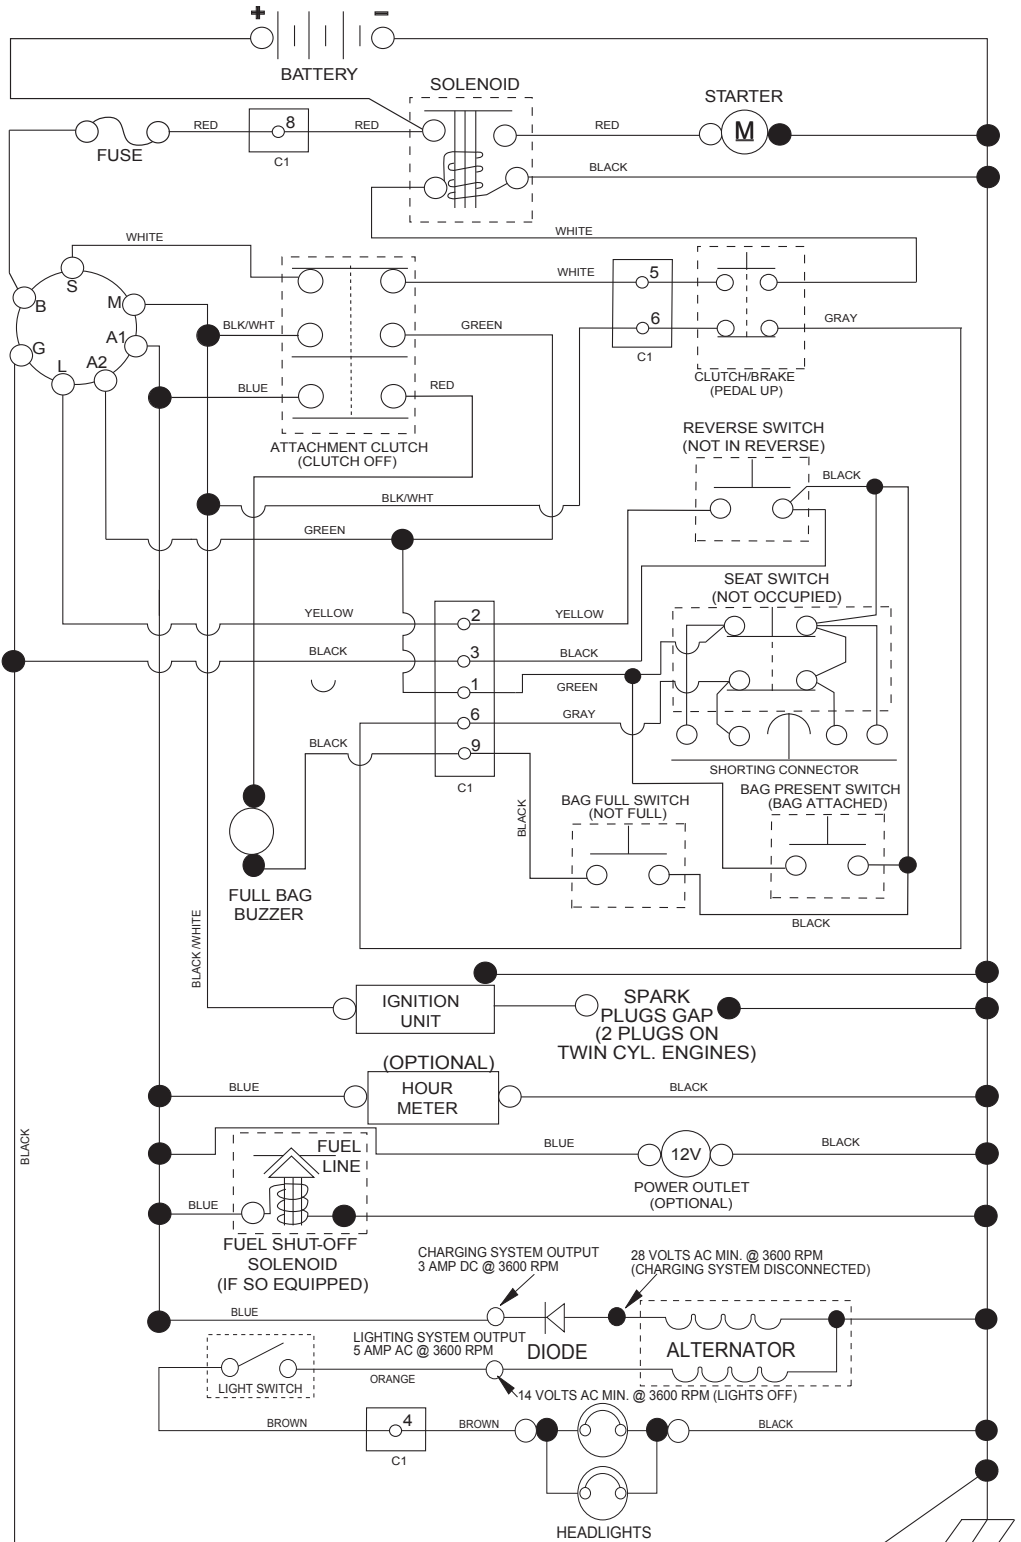 + −
BATTERY
SOLENOID
STARTER
M
RED
RED
RED
8
C1
FUSE
BLACK
WHITE
WHITE
WHITE
5
6
C1
GRAY
CLUTCH/BRAKE
(PEDAL UP)
S
B
M
A1
G
L
A2
BLK/WHT
GREEN
BLUE
RED
ATTACHMENT CLUTCH
(CLUTCH OFF)
REVERSE SWITCH
(NOT IN REVERSE)
BLACK
BLK/WHT
GREEN
SEAT SWITCH
(NOT OCCUPIED)
YELLOW
2
YELLOW
BLACK
3
BLACK
1
GREEN
6
GRAY
BLACK
9
C1
SHORTING CONNECTOR
BAG FULL SWITCH
(NOT FULL)
BAG PRESENT SWITCH
(BAG ATTACHED)
BLACK
FULL BAG
BUZZER
BLACK
BLACK /WHITE
IGNITION
UNIT
SPARK
PLUGS GAP
(2 PLUGS ON
TWIN CYL. ENGINES)
(OPTIONAL)
HOUR
METER
BLUE
BLACK
BLACK
FUEL
LINE
BLUE
12V
BLACK
POWER OUTLET
(OPTIONAL)
BLUE
FUEL SHUT-OFF
SOLENOID
(IF SO EQUIPPED)
CHARGING SYSTEM OUTPUT
3 AMP DC @ 3600 RPM
28 VOLTS AC MIN. @ 3600 RPM
(CHARGING SYSTEM DISCONNECTED)
BLUE
DIODE
ALTERNATOR
LIGHTING SYSTEM OUTPUT
5 AMP AC @ 3600 RPM
LIGHT SWITCH
ORANGE
14 VOLTS AC MIN. @ 3600 RPM (LIGHTS OFF)
BROWN
4
C1
BROWN
BLACK
HEADLIGHTS